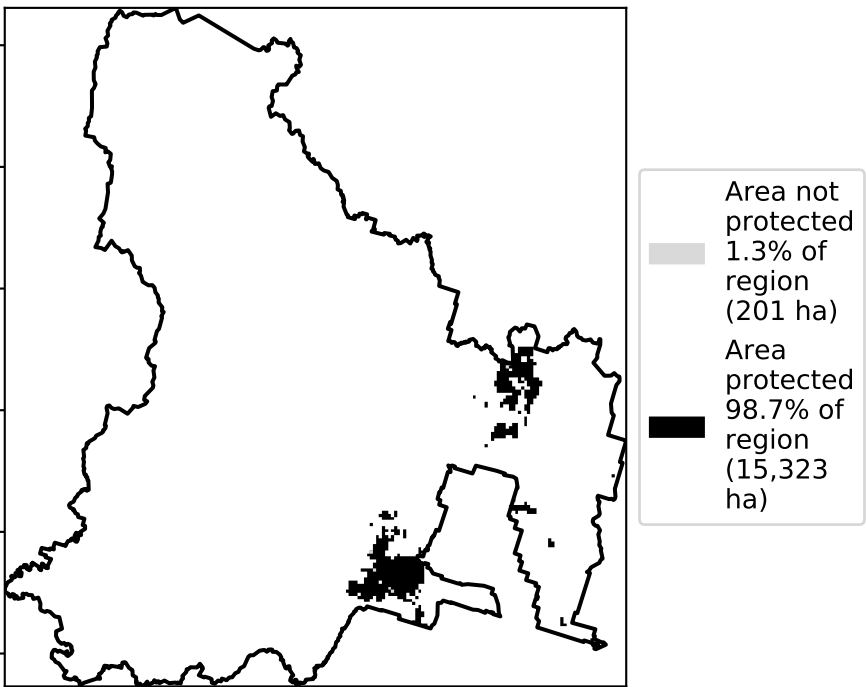 Area not
protected
1.3% of
region
(201 ha)
Area
protected
98.7% of
region
(15,323
ha)